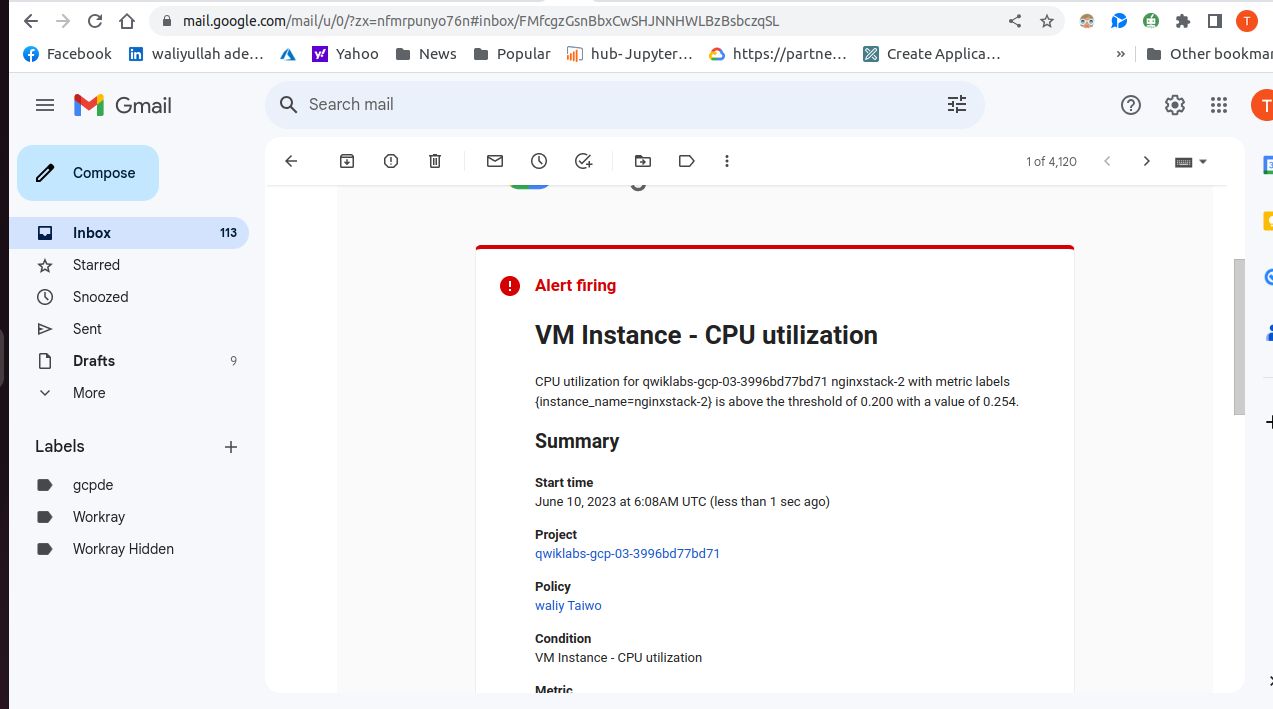 mail.google.com/mail/u/0/?zx=nfmrpunyo76n#inbox/FMfcgzGsnBbxCwSHJNNHWLBzBsbczqSL
T
Facebook
waliyullah ade...
Yahoo
News
Popular
hub- Jupyter...
https://partne...
Create Applica...
»
Other bookmar
Gmail
Search mail
T
Compose
1 of 4,120
Inbox
113
Starred
Snoozed
Sent
Drafts
9
More
Labels
gcpde
Workray
Workray Hidden
Alert firing
VM Instance - CPU utilization
CPU utilization for qwiklabs-gcp-03-3996bd77bd71 nginxstack-2 with metric labels
{instance_name=nginxstack-2} is above the threshold of 0.200 with a value of 0.254.
Summary
Start time
June 10, 2023 at 6:08AM UTC (less than 1 sec ago)
Project
qwiklabs-gcp-03-3996bd77bd71
Policy
waliy Taiwo
Condition
VM Instance - CPU utilization
Metric